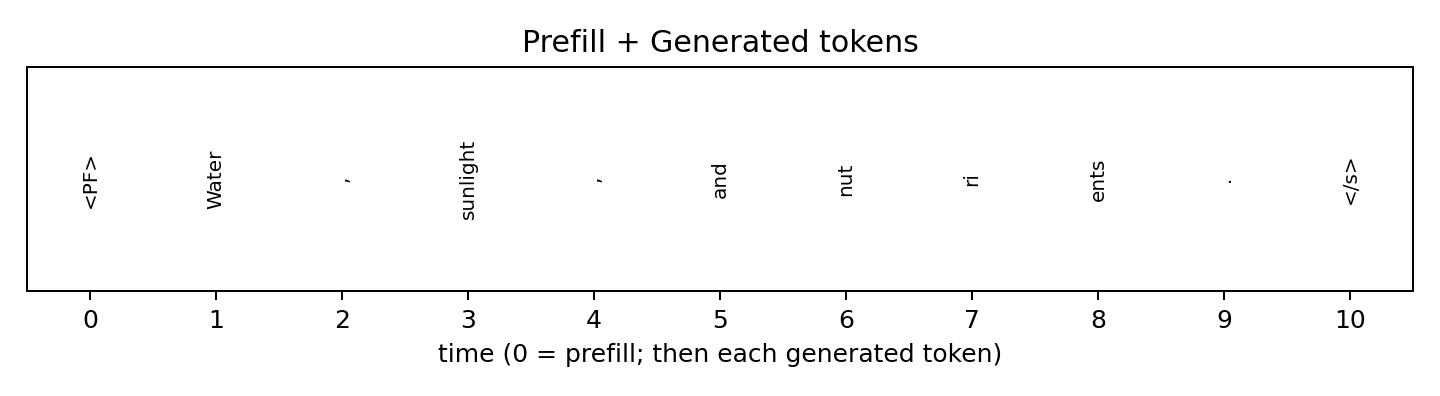 Prefill + Generated tokens
<PF> Water , sunlight , and nut ri ents . </s>
0 1 2 3 4 5 6 7 8 9 10
time (0 = prefill; then each generated token)